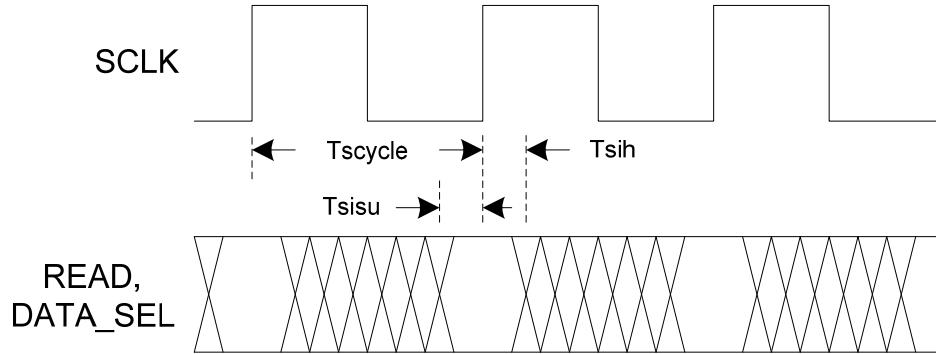 SCLK
Tscycle
Tsih
Tsisu
READ,
DATA_SEL